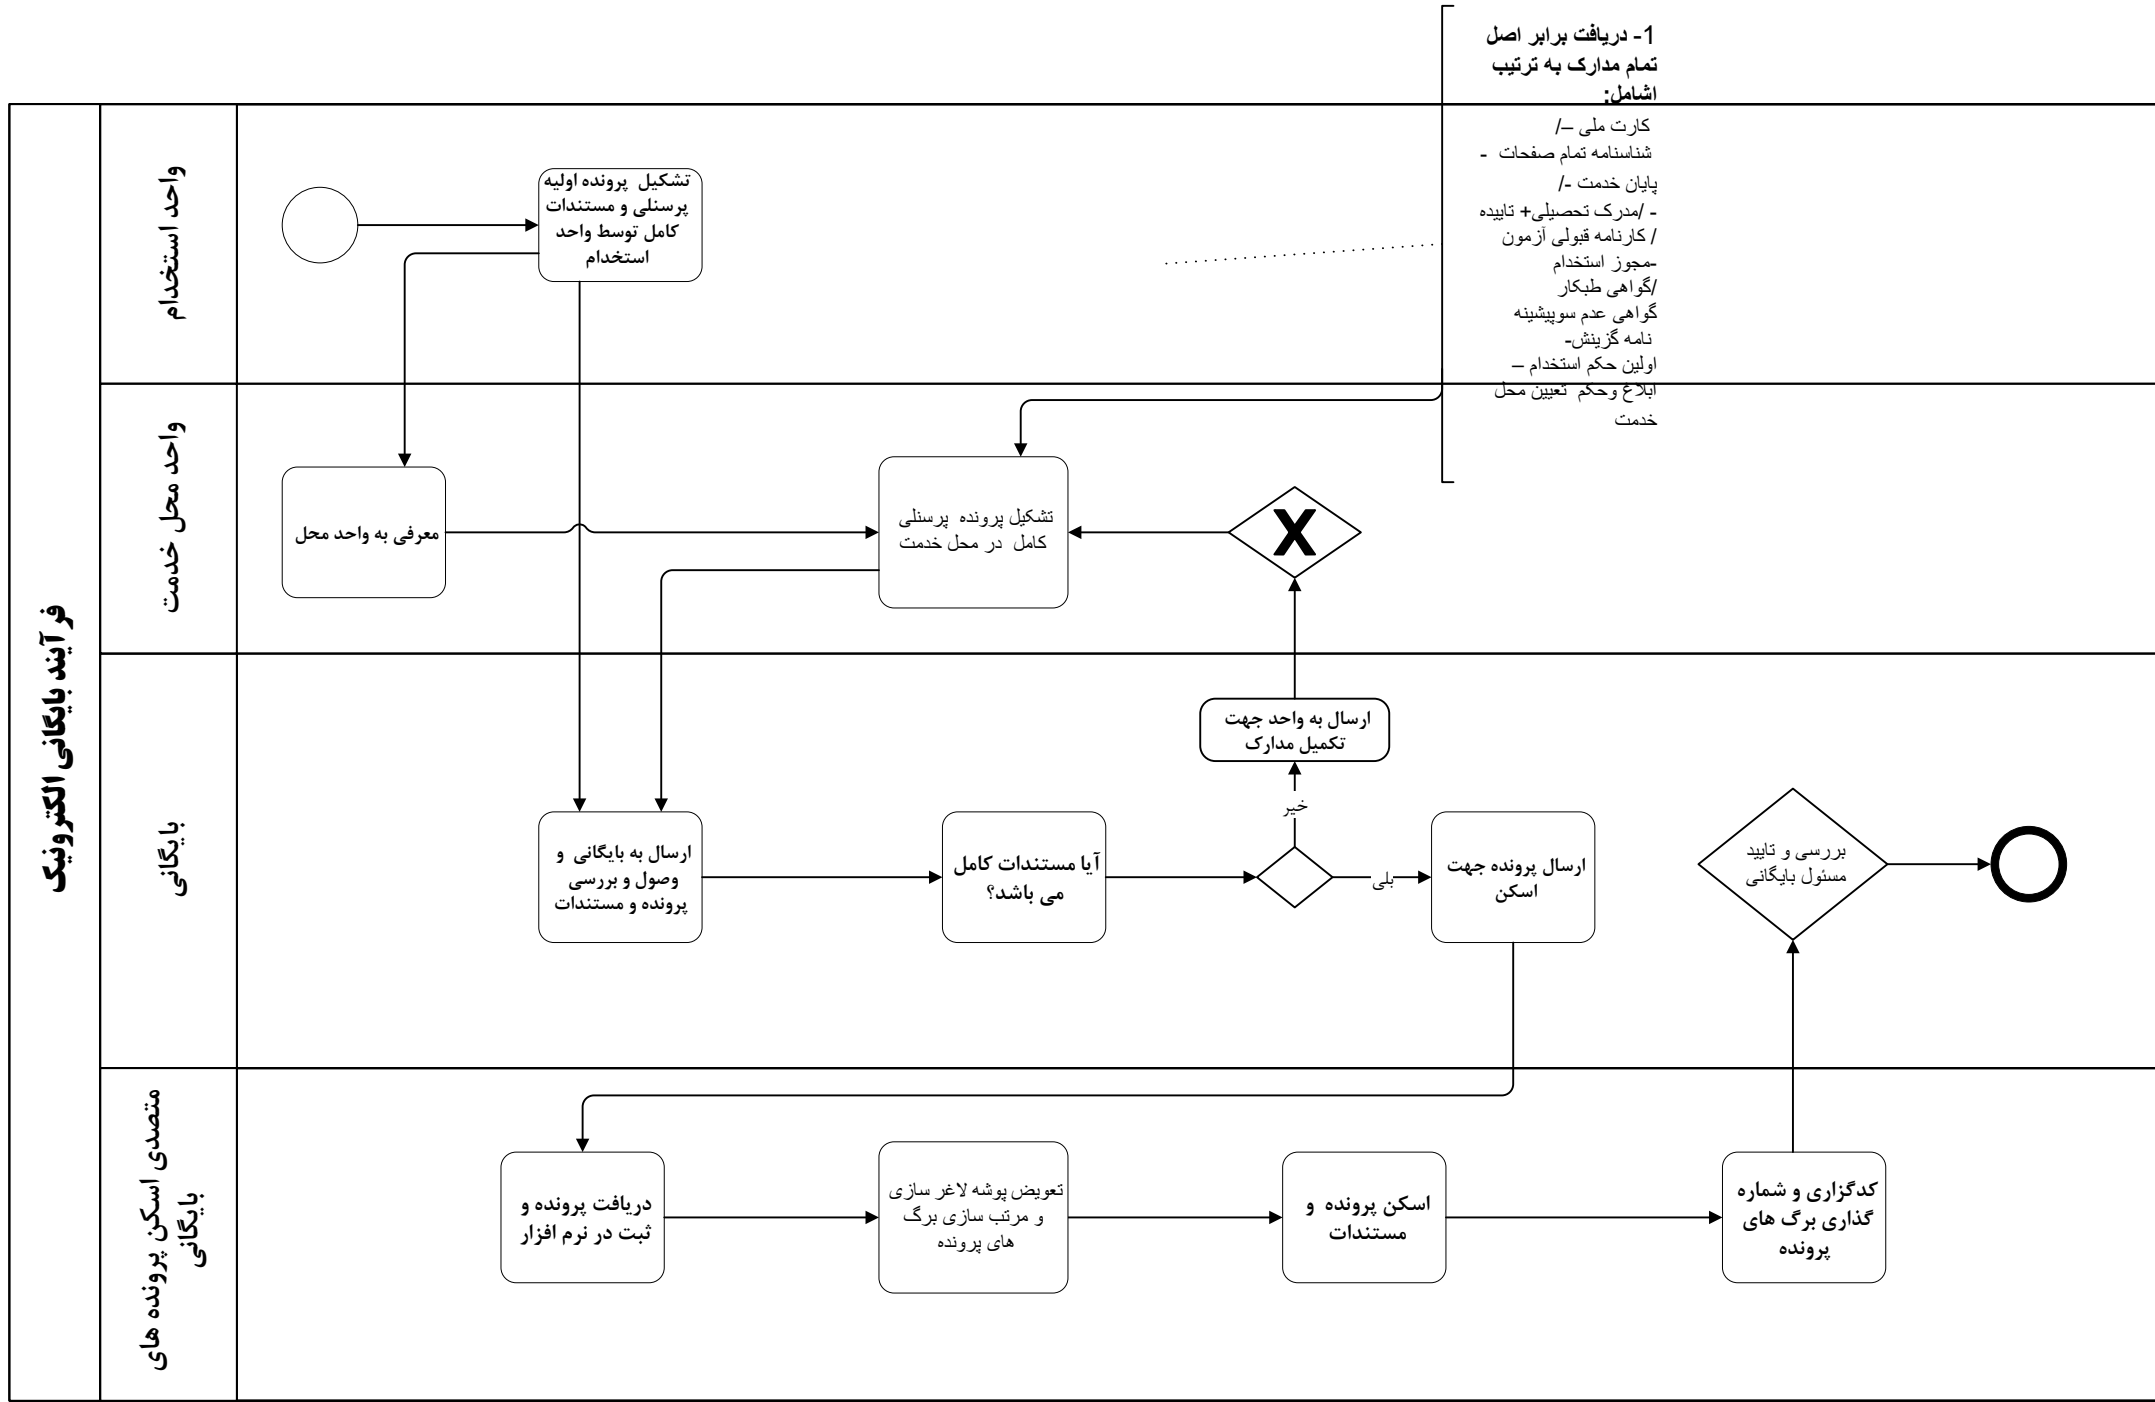 فرآیند بایگانی الکترونیک
واحد استخدام
تشکیل پرونده اولیه
پرسنلی و مستندات
کامل توسط واحد
استخدام
1- دریافت برابر اصل
تمام مدارک به ترتیب
اشامل:
کارت ملی –/
شناسنامه تمام صفحات -
پایان خدمت -/
- /مدرک تحصیلی+ تاییده
/ کارنامه قبولی آزمون
-مجوز استخدام
/گواهی طبکار
گواهی عدم سوپیشینه
نامه گزینش-
اولین حکم استخدام –
ابلاغ وحکم تعیین محل
خدمت
واحد محل خدمت
معرفی به واحد محل
تشکیل پرونده پرسنلی
کامل در محل خدمت
X
بایگانی
ارسال به واحد جهت
تکمیل مدارک
خیر
ارسال به بایگانی و
وصول و بررسی
پرونده و مستندات
آیا مستندات کامل
می باشد؟
بلی
ارسال پرونده جهت
اسکن
بررسی و تایید
مسئول بایگانی
متصدی اسکن پرونده های
بایگانی
دریافت پرونده و
ثبت در نرم افزار
تعویض پوشه لاغر سازی
و مرتب سازی برگ
های پرونده
اسکن پرونده و
مستندات
کدگزاری و شماره
گذاری برگ های
پرونده